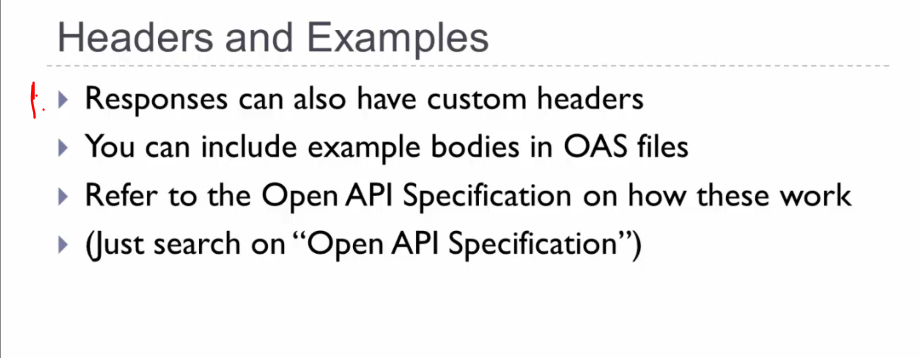 Headers and Examples
Responses can also have custom headers
You can include example bodies in OAS files
Refer to the Open API Specification on how these work
(Just search on “Open API Specification”)